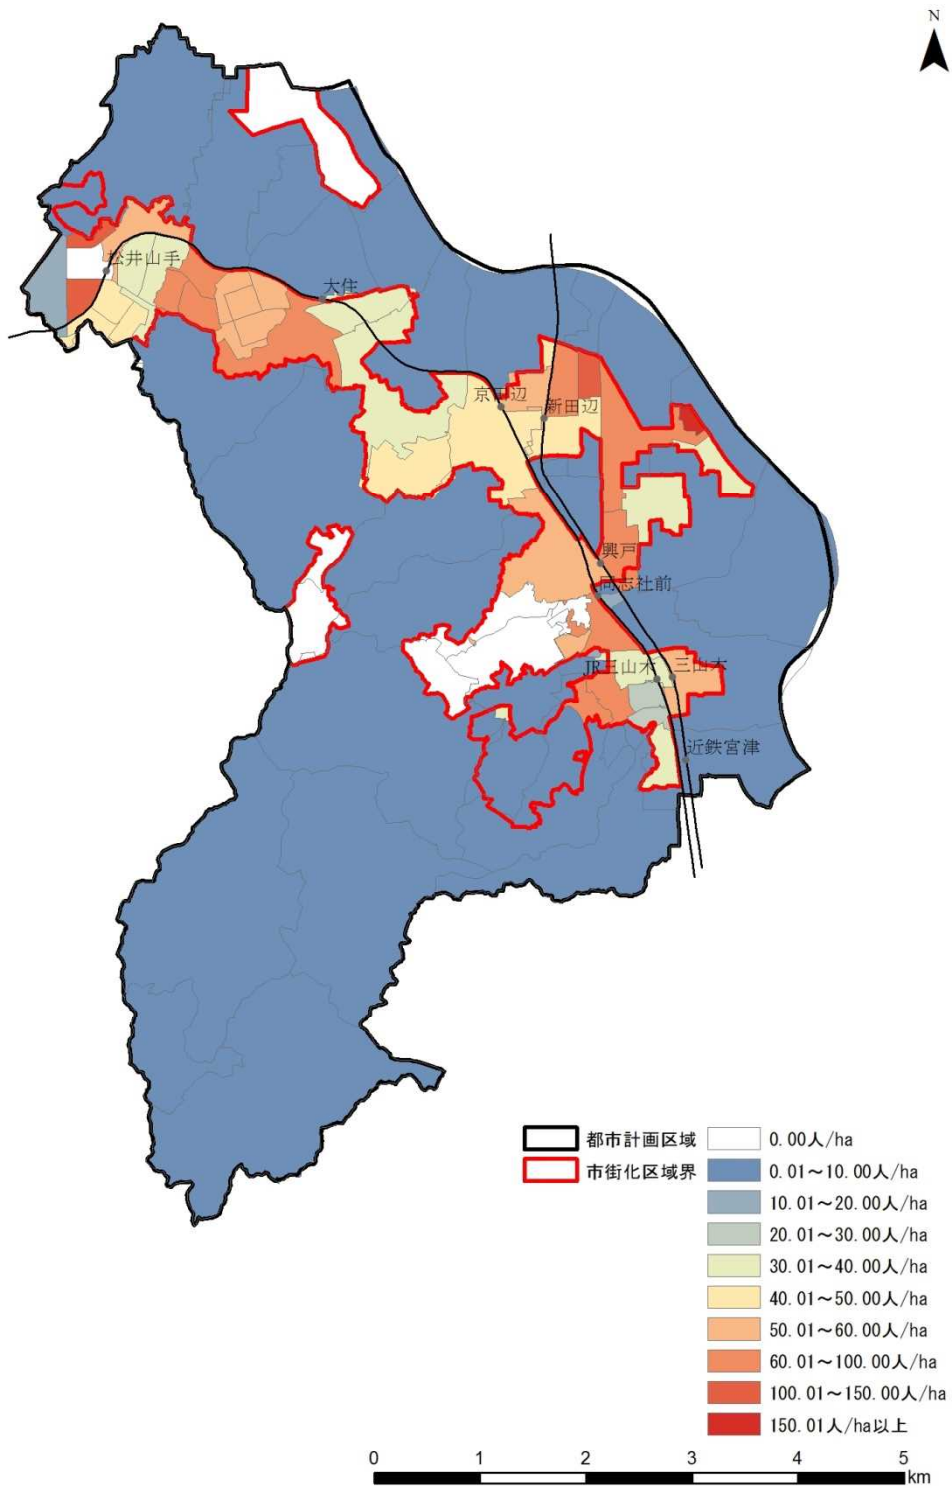 N
松井山手
大住
京田辺
新田辺
興戸
同志社前
JR三山木
三山木
近鉄宮津
都市計画区域
市街化区域界
0.00人/ha
0.01～10.00人/ha
10.01～20.00人/ha
20.01～30.00人/ha
30.01～40.00人/ha
40.01～50.00人/ha
50.01～60.00人/ha
60.01～100.00人/ha
100.01～150.00人/ha
150.01人/ha以上
0 1 2 3 4 5
km